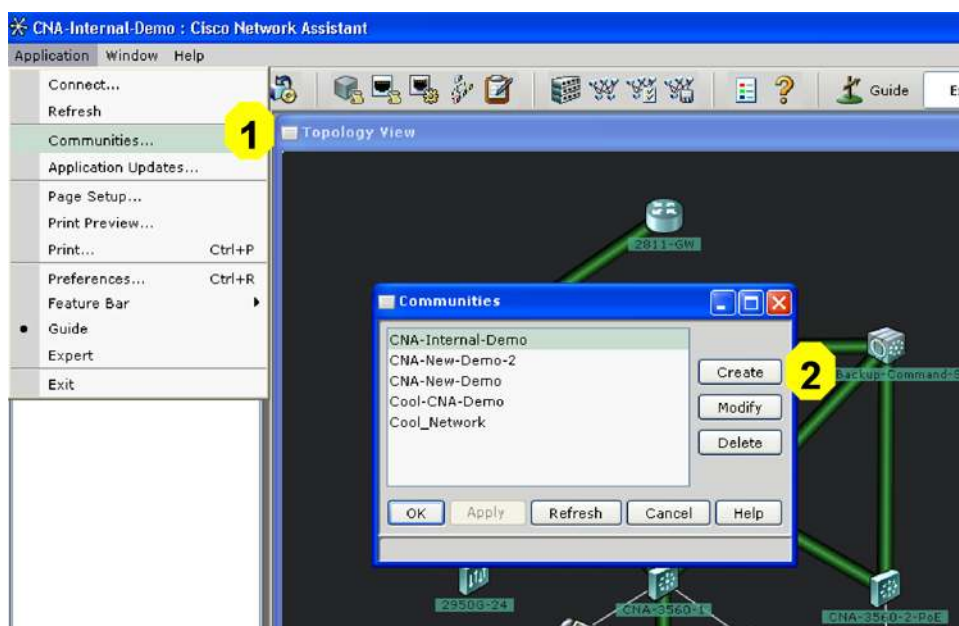 CNA-Internal-Demo : Cisco Network Assistant
Application Window Help
Connect...
Refresh
Communities...
1
Application Updates...
Page Setup...
Print Preview...
Print... Ctrl+P
Preferences... Ctrl+R
Feature Bar
Guide
Expert
Exit
Guide
Topology View
2811-GW
Communities
CNA-Internal-Demo
CNA-New-Demo-2
CNA-New-Demo
Cool-CNA-Demo
Cool_Network
Create
2
Modify
Delete
OK Apply Refresh Cancel Help
Backup-Command-S
2950G-24
CNA-3560-1
CNA-3560-2-PoE